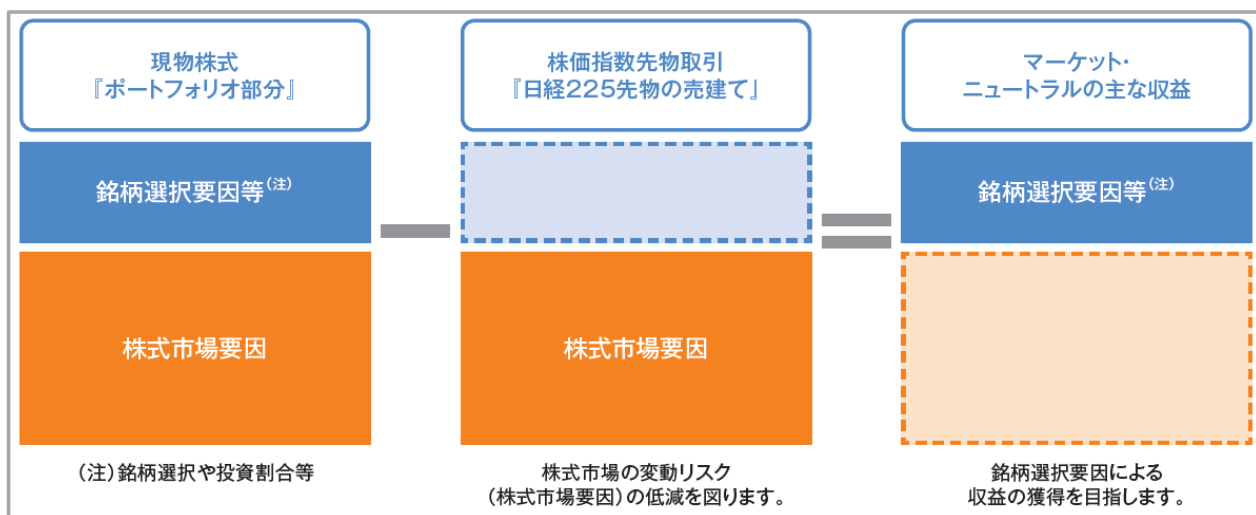 現物株式
『ポートフォリオ部分』
株価指数先物取引
『日経225先物の売建て』
マーケット・
ニュートラルの主な収益
銘柄選択要因等(注)
銘柄選択要因等(注)
株式市場要因
株式市場要因
(注)銘柄選択や投資割合等
株式市場の変動リスク
(株式市場要因)の低減を図ります。
銘柄選択要因による
収益の獲得を目指します。